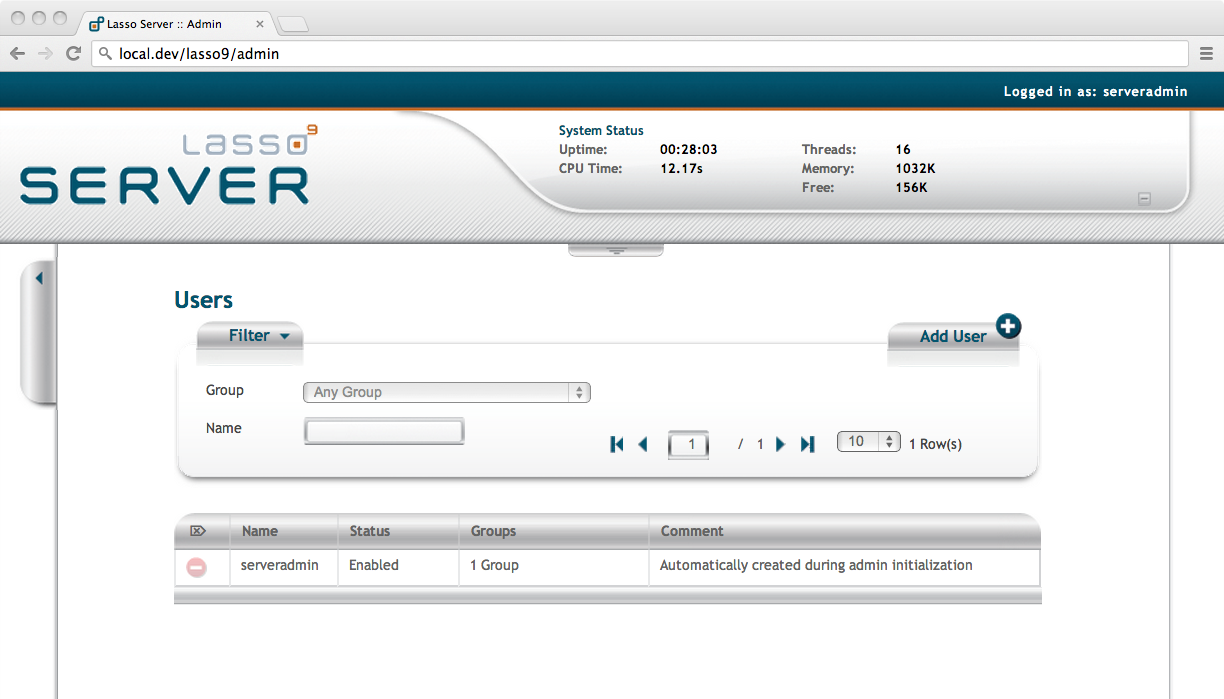 Lasso Server :: Admin
local.dev/lasso9/admin
Logged in as: serveradmin
LASSO 9
SERVER
System Status
Uptime: 00:28:03 Threads: 16
CPU Time: 12.17s Memory: 1032K
Free: 156K
Users
Filter Add User
Group Any Group
Name
1 / 1 10 1 Row(s)
Name Status Groups Comment
serveradmin Enabled 1 Group Automatically created during admin initialization